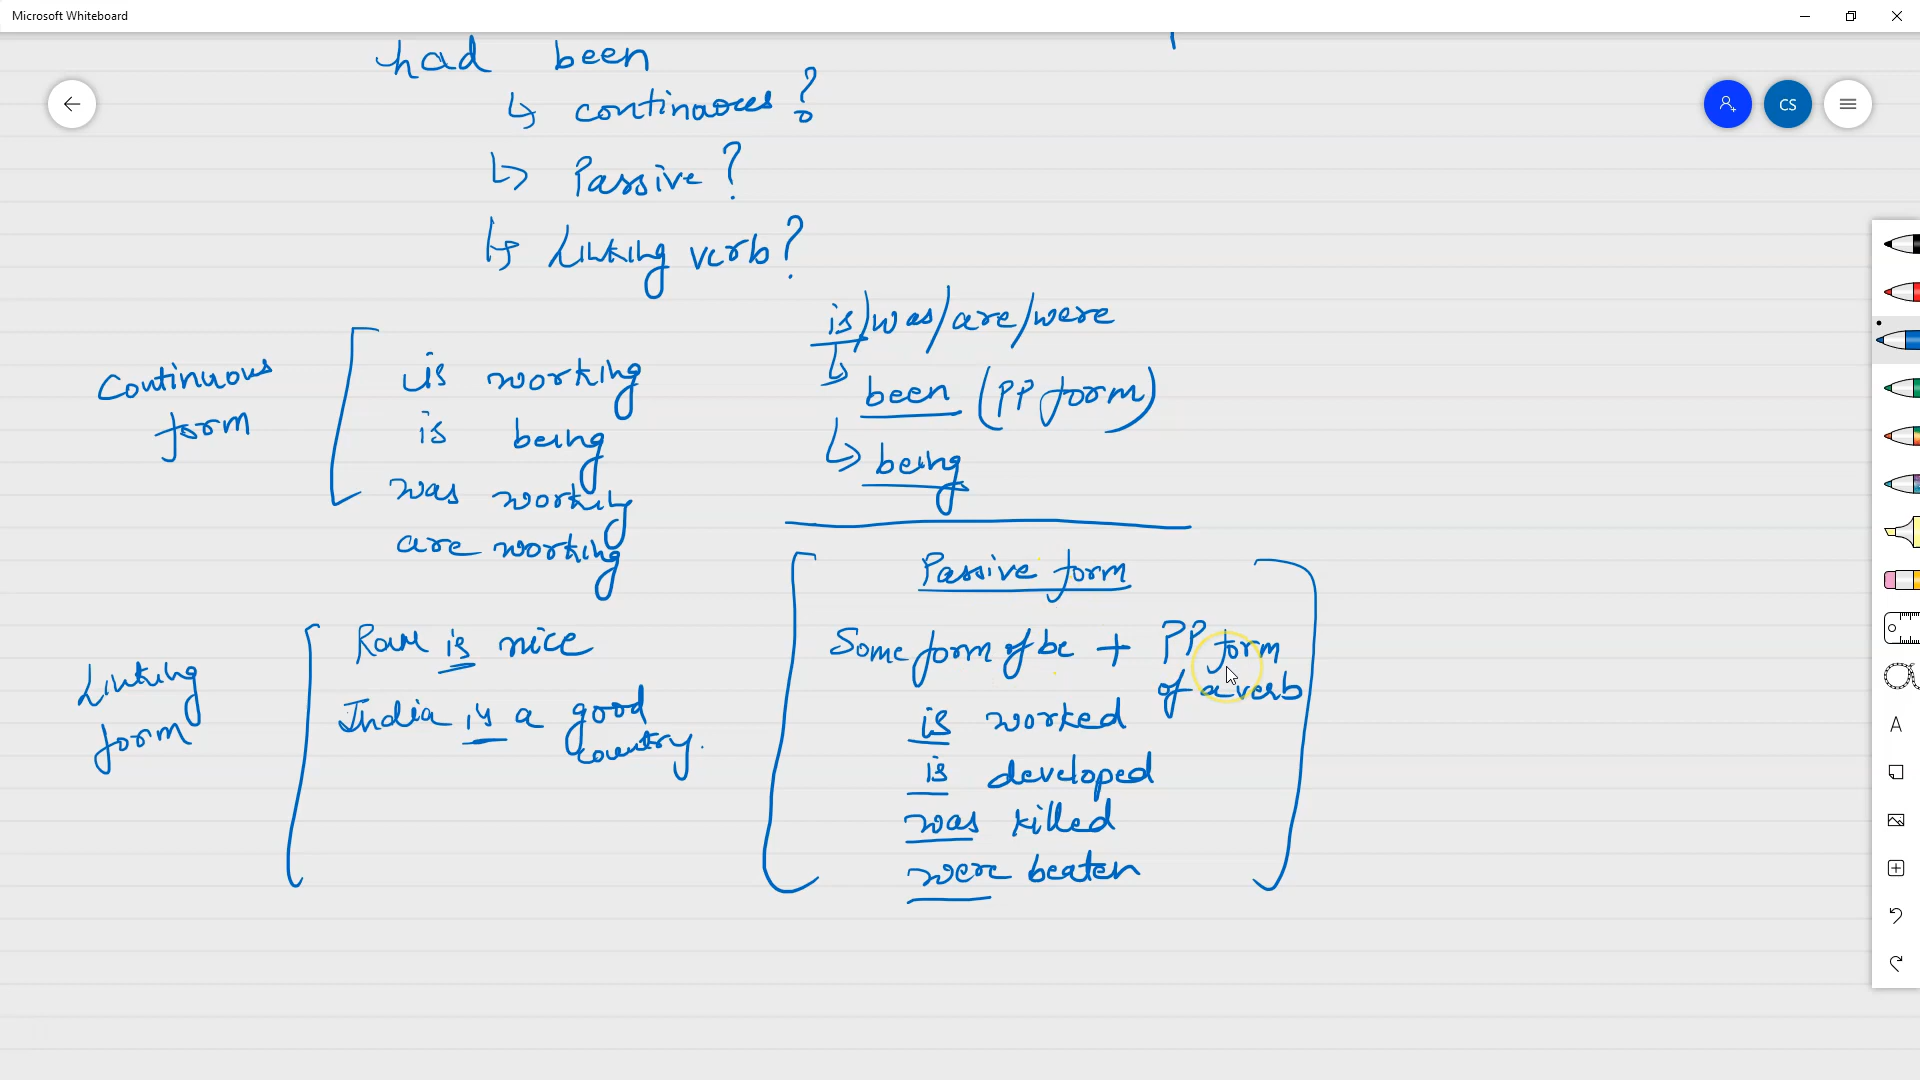 Microsoft Whiteboard
had been
↳ continuous?
↳ Passive?
↳ Linking verb?
is/was/are/were
↳ been (PP form)
↳ being
Continuous form
is working
is being
was working
are working
Linking form
Ram is nice
India is a good country.
Passive form
Some form of be + PP form of a verb
is worked
is developed
was killed
were beaten
CS
A